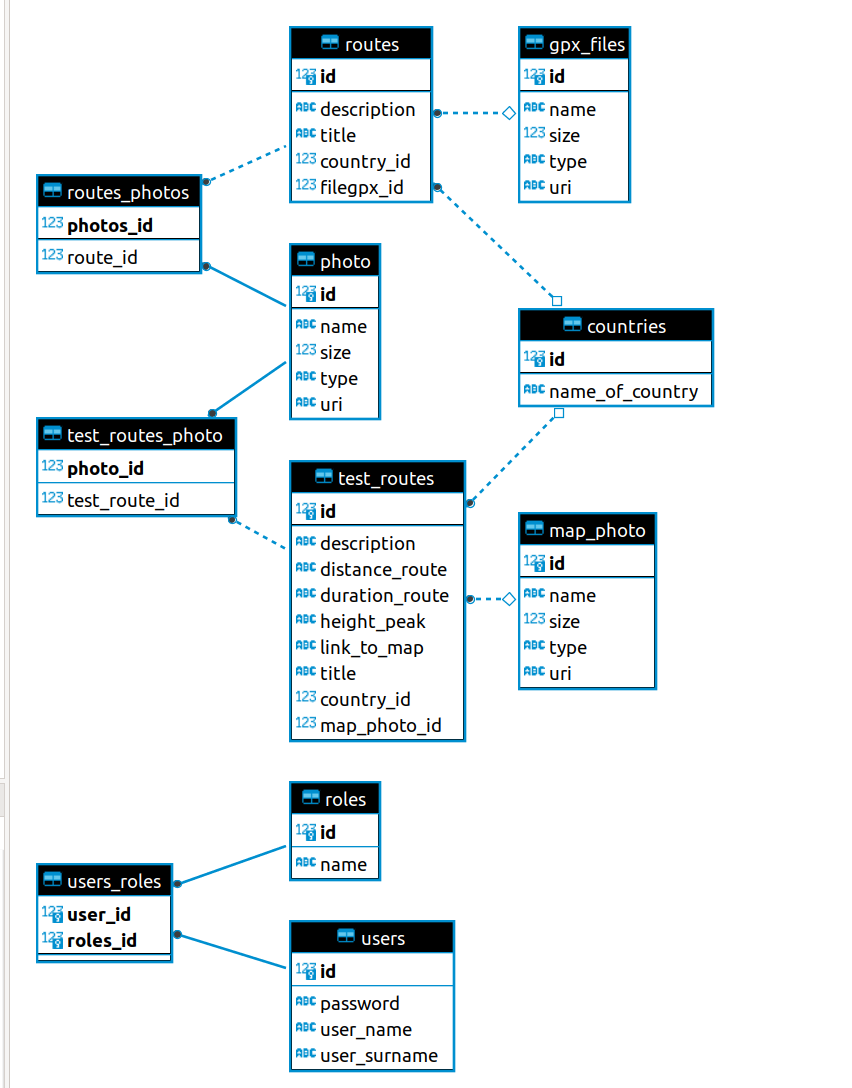 routes
123 id
ABC description
ABC title
123 country_id
123 filegpx_id
gpx_files
123 id
ABC name
123 size
ABC type
ABC uri
routes_photos
123 photos_id
123 route_id
photo
123 id
ABC name
123 size
ABC type
ABC uri
countries
123 id
ABC name_of_country
test_routes_photo
123 photo_id
123 test_route_id
test_routes
123 id
ABC description
ABC distance_route
ABC duration_route
ABC height_peak
ABC link_to_map
ABC title
123 country_id
123 map_photo_id
map_photo
123 id
ABC name
123 size
ABC type
ABC uri
roles
123 id
ABC name
users_roles
123 user_id
123 roles_id
users
123 id
ABC password
ABC user_name
ABC user_surname